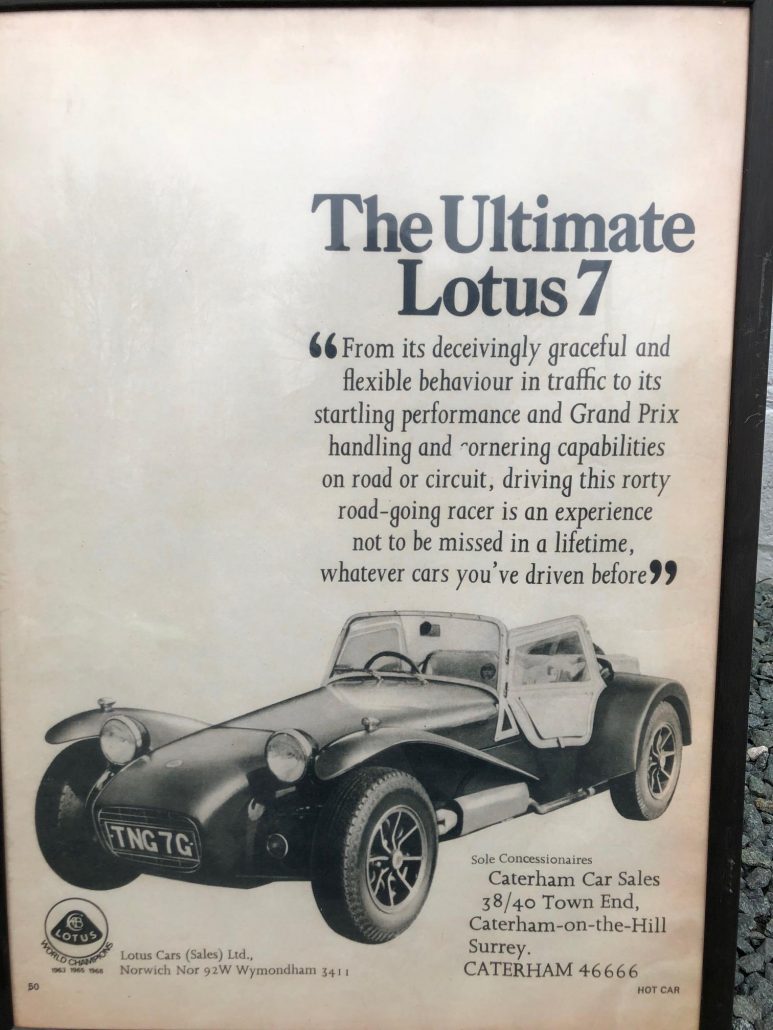 The Ultimate
Lotus 7
“From its deceivingly graceful and
flexible behaviour in traffic to its
startling performance and Grand Prix
handling and cornering capabilities
on road or circuit, driving this rorty
road-going racer is an experience
not to be missed in a lifetime,
whatever cars you've driven before”
TNG 7G
LOTUS
WORLD CHAMPIONS
1963 1965 1968
Lotus Cars (Sales) Ltd.,
Norwich Nor 92W Wymondham 3411
Sole Concessionaires
Caterham Car Sales
38/40 Town End,
Caterham-on-the-Hill
Surrey.
CATERHAM 46666
50
HOT CAR